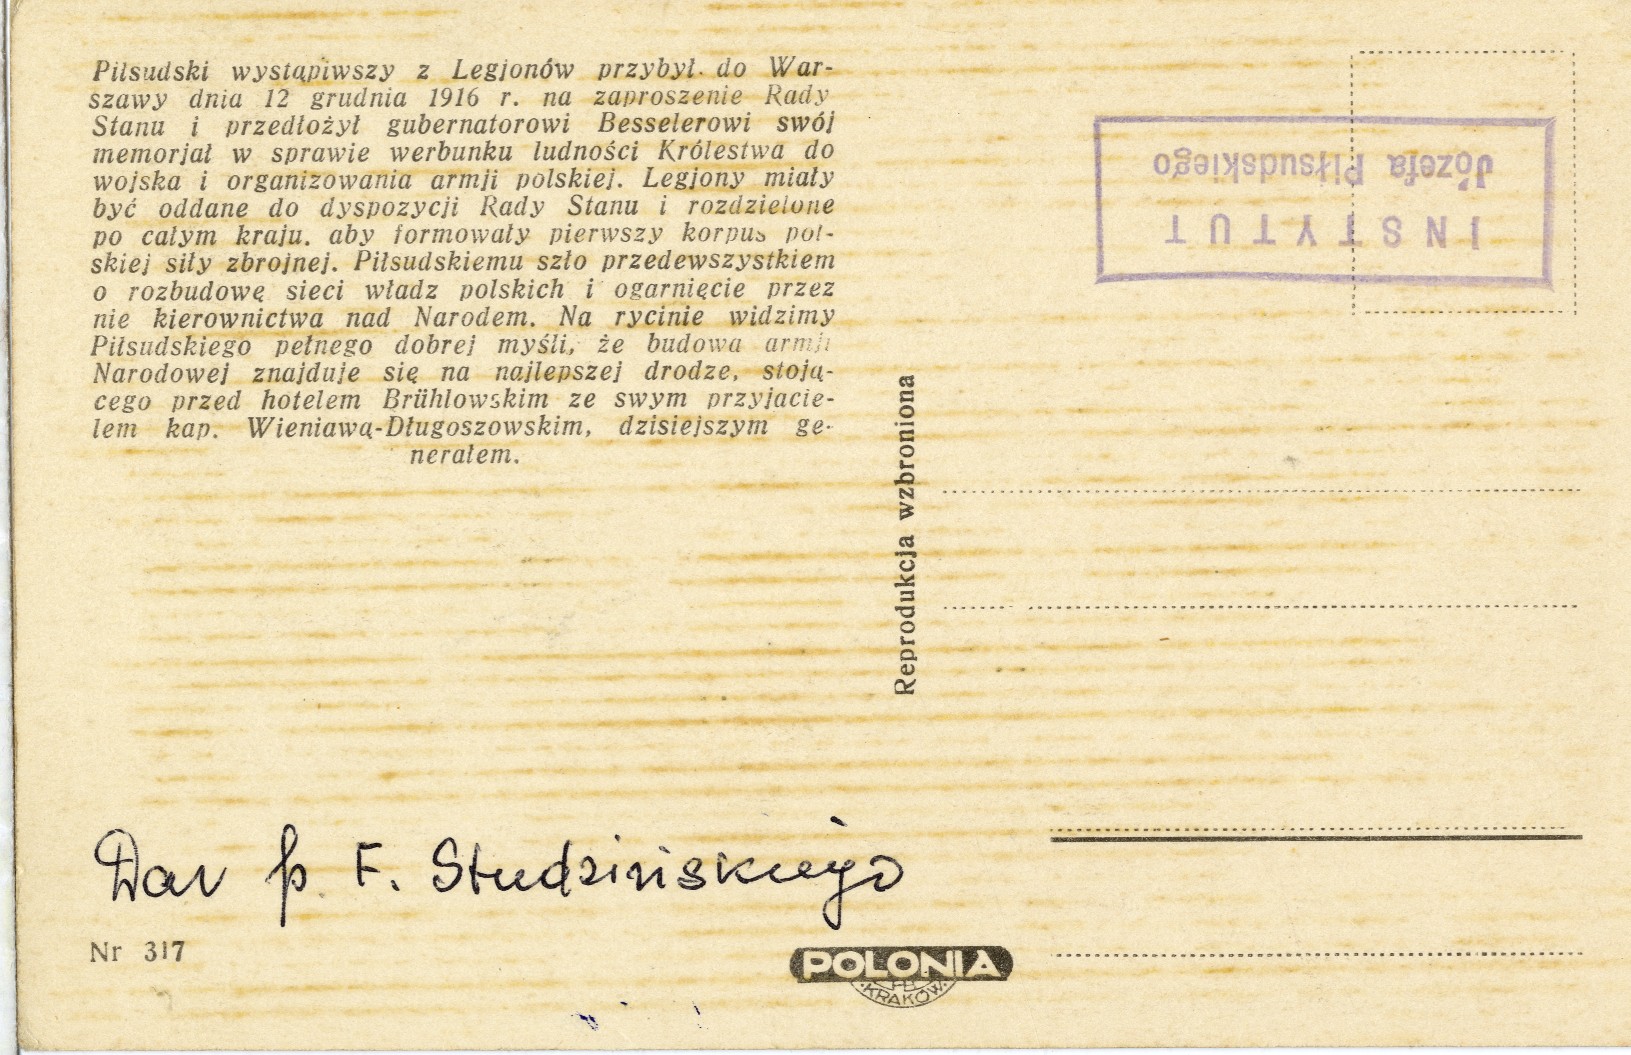 Piłsudski wystąpiwszy z Legjonów przybył do War-
szawy dnia 12 grudnia 1916 r. na zaproszenie Rady
Stanu i przedłożył gubernatorowi Besselerowi swój
memorjał w sprawie werbunku ludności Królestwa do
wojska i organizowania armji polskiej. Legjony miały
być oddane do dyspozycji Rady Stanu i rozdzielone
po całym kraju. aby formowały pierwszy korpus pol-
skiej siły zbrojnej. Piłsudskiemu szło przedewszystkiem
o rozbudowę sieci władz polskich i ogarnięcie przez
nie kierownictwa nad Narodem. Na rycinie widzimy
Piłsudskiego pełnego dobrej myśli, że budowa armji
Narodowej znajduje się na najlepszej drodze, stoją-
cego przed hotelem Brühlowskim ze swym przyjacie-
lem kap. Wieniawą-Długoszowskim, dzisiejszym ge-
nerałem.
INSTYTUT
Józefa Piłsudskiego
Reprodukcja wzbroniona
Dar p. F. Studzińskiego
Nr 317
POLONIA
KRAKÓW